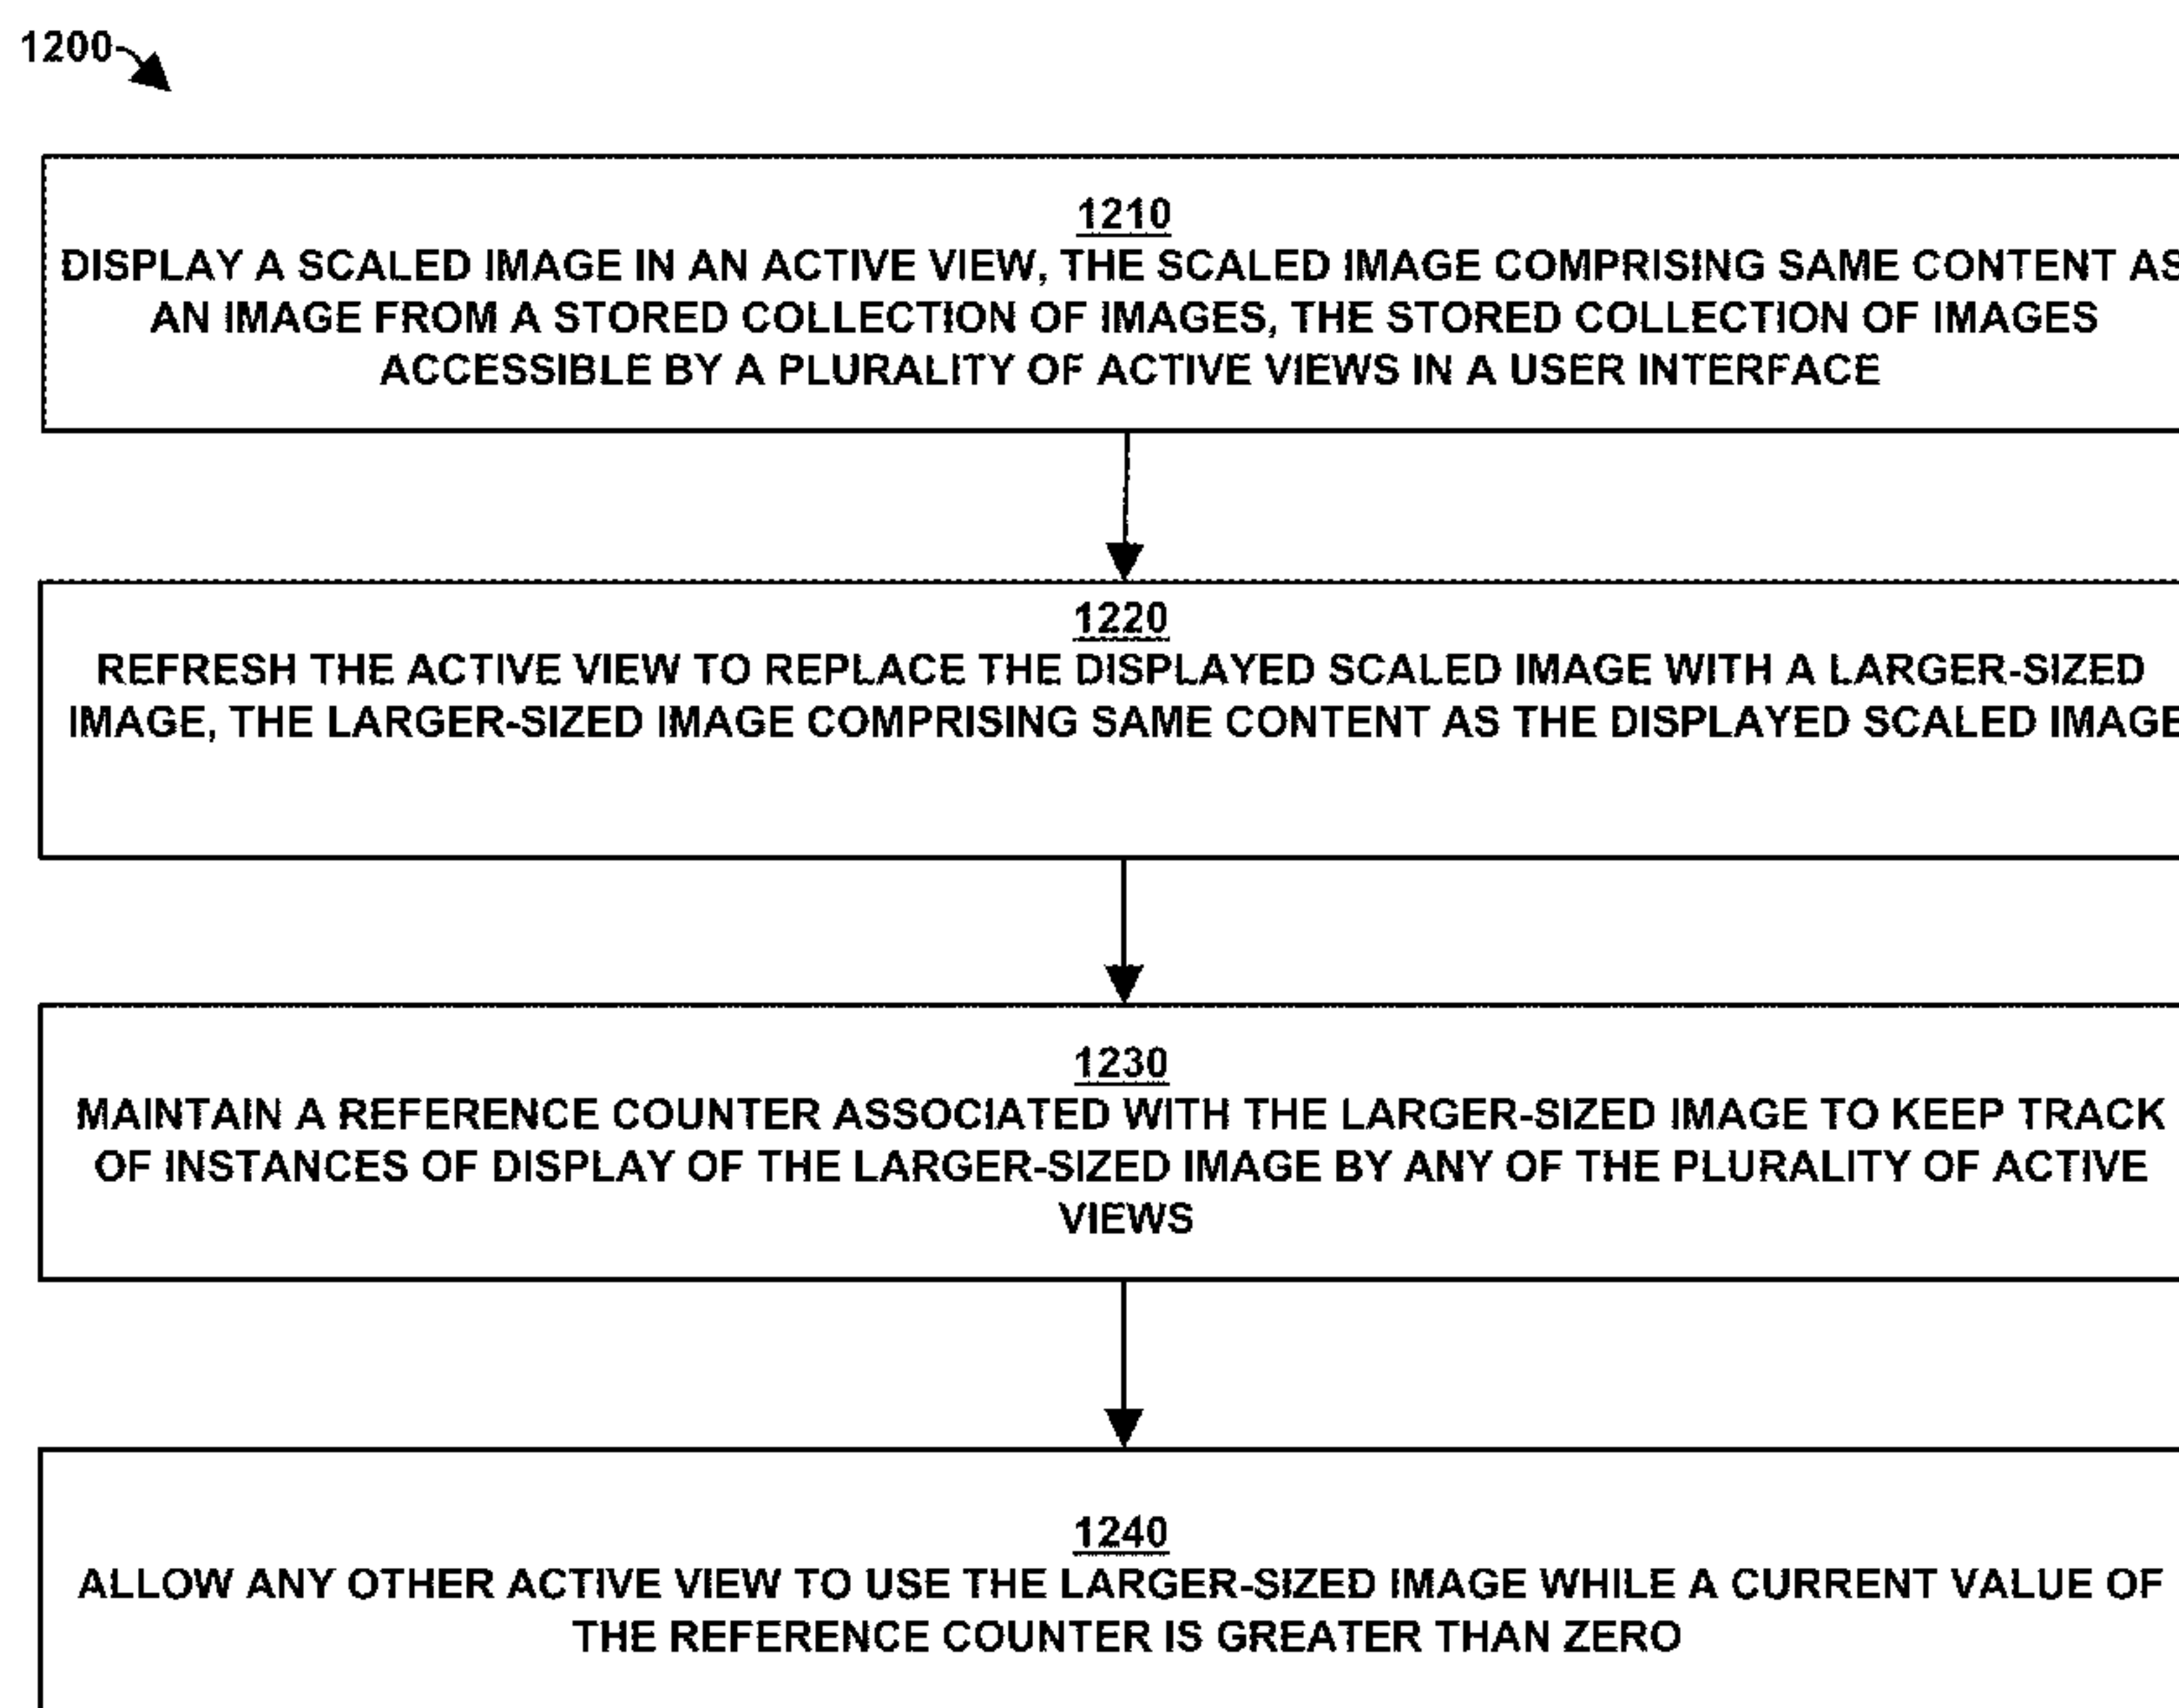 1200
1210
DISPLAY A SCALED IMAGE IN AN ACTIVE VIEW, THE SCALED IMAGE COMPRISING SAME CONTENT AS
AN IMAGE FROM A STORED COLLECTION OF IMAGES, THE STORED COLLECTION OF IMAGES
ACCESSIBLE BY A PLURALITY OF ACTIVE VIEWS IN A USER INTERFACE
1220
REFRESH THE ACTIVE VIEW TO REPLACE THE DISPLAYED SCALED IMAGE WITH A LARGER-SIZED
IMAGE, THE LARGER-SIZED IMAGE COMPRISING SAME CONTENT AS THE DISPLAYED SCALED IMAGE
1230
MAINTAIN A REFERENCE COUNTER ASSOCIATED WITH THE LARGER-SIZED IMAGE TO KEEP TRACK
OF INSTANCES OF DISPLAY OF THE LARGER-SIZED IMAGE BY ANY OF THE PLURALITY OF ACTIVE
VIEWS
1240
ALLOW ANY OTHER ACTIVE VIEW TO USE THE LARGER-SIZED IMAGE WHILE A CURRENT VALUE OF
THE REFERENCE COUNTER IS GREATER THAN ZERO